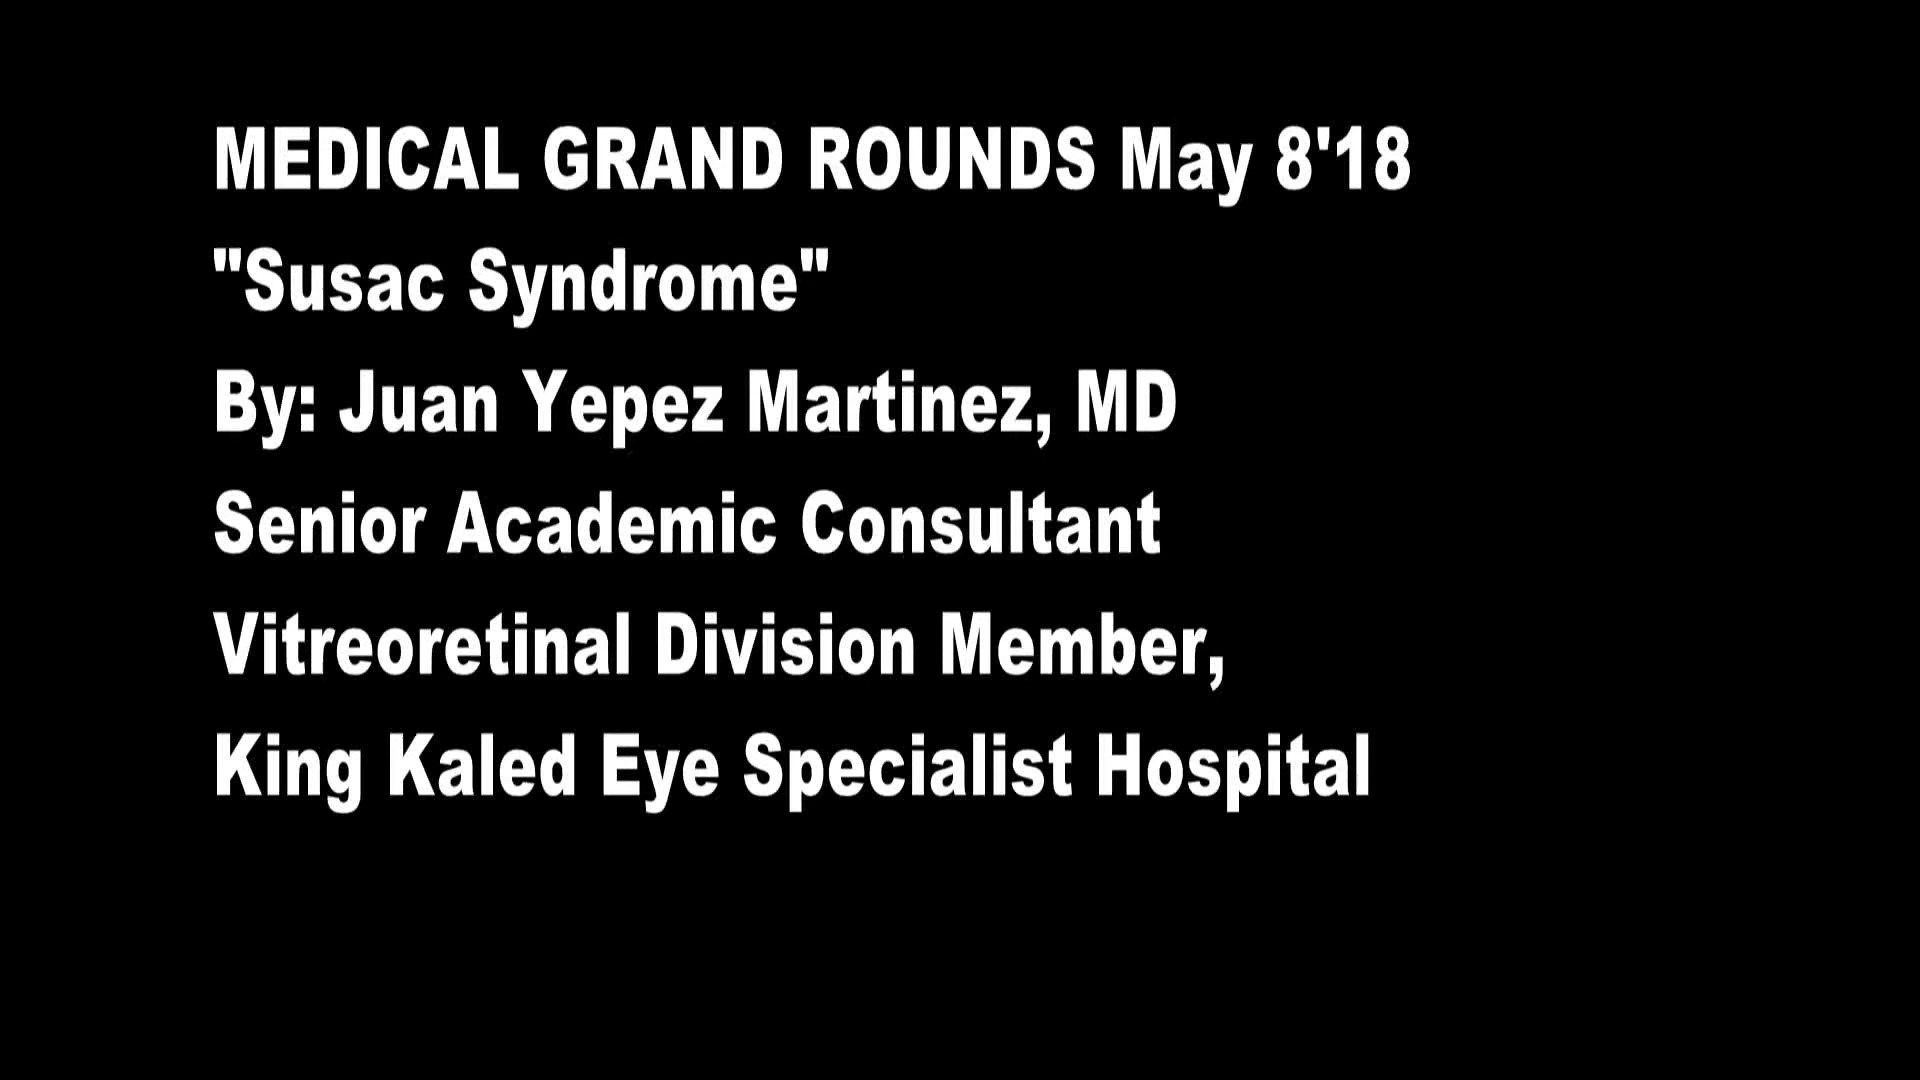 MEDICAL GRAND ROUNDS May 8'18
"Susac Syndrome"
By: Juan Yepez Martinez, MD
Senior Academic Consultant
Vitreoretinal Division Member,
King Kaled Eye Specialist Hospital